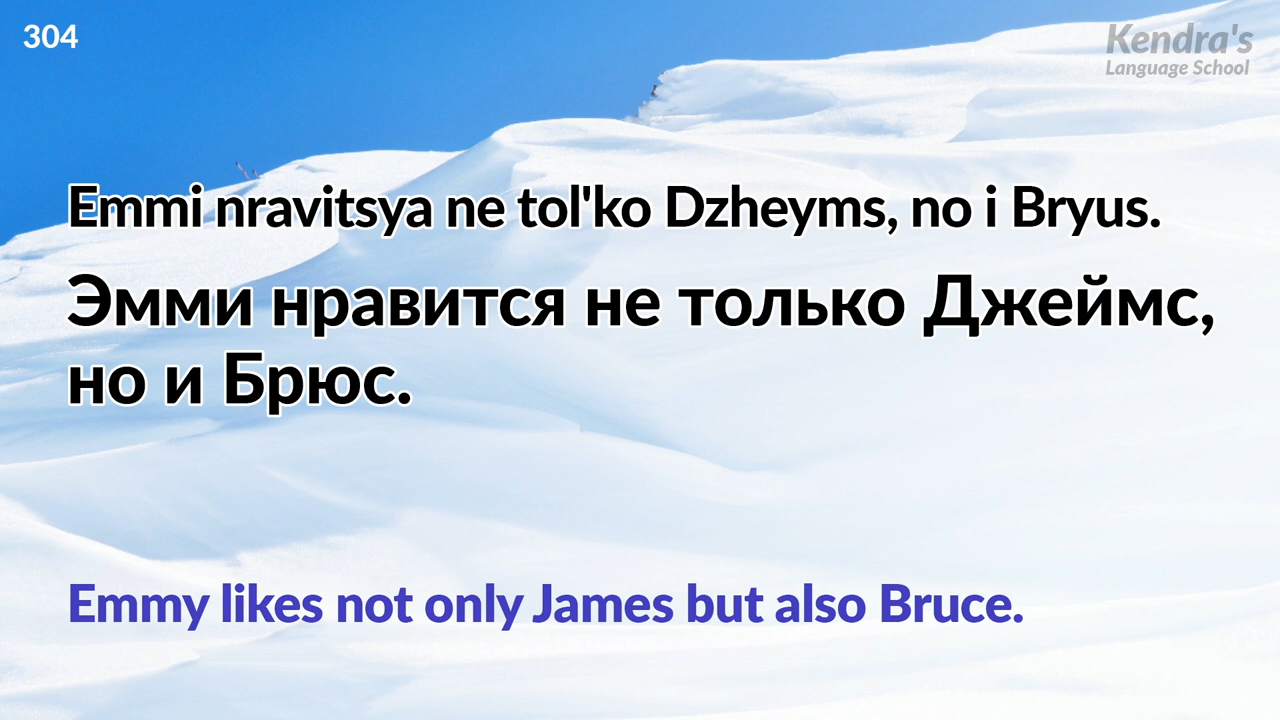 304
Kendra's
Language School
Emmi nravitsya ne tol'ko Dzheyms, no i Bryus.
Эмми нравится не только Джеймс,
но и Брюс.
Emmy likes not only James but also Bruce.